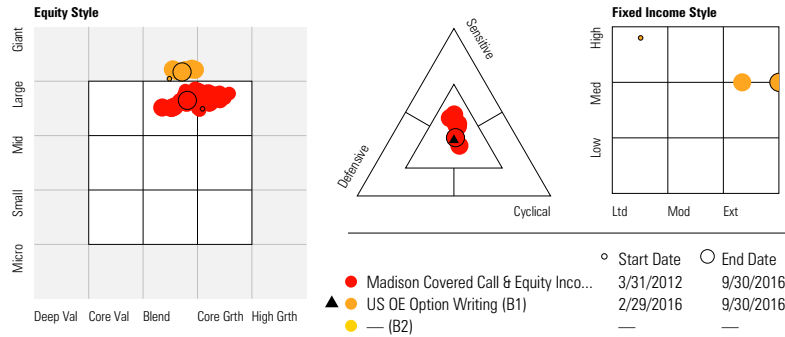 Equity Style
Giant
Large
Mid
Small
Micro
Deep Val Core Val Blend Core Grth High Grth
Sensitive
Defensive
Cyclical
Fixed Income Style
High
Med
Low
Ltd Mod Ext
Start Date End Date
Madison Covered Call & Equity Inco... 3/31/2012 9/30/2016
US OE Option Writing (B1) 2/29/2016 9/30/2016
— (B2) — —